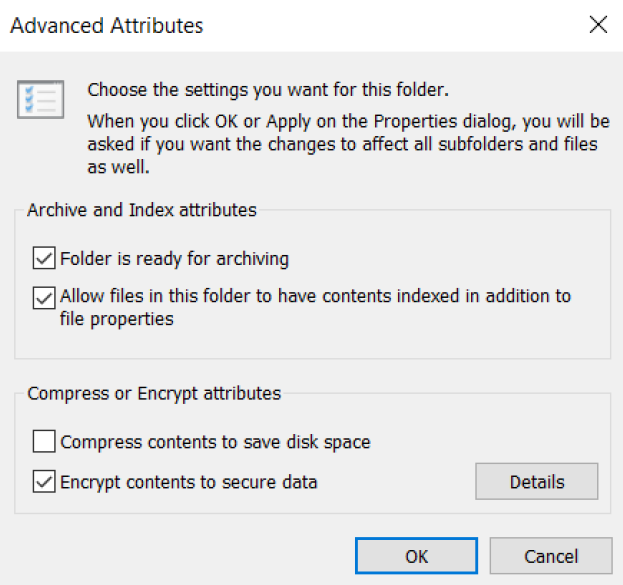 Advanced Attributes
Choose the settings you want for this folder.
When you click OK or Apply on the Properties dialog, you will be
asked if you want the changes to affect all subfolders and files
as well.
Archive and Index attributes
Folder is ready for archiving
Allow files in this folder to have contents indexed in addition to
file properties
Compress or Encrypt attributes
Compress contents to save disk space
Encrypt contents to secure data
Details
OK
Cancel